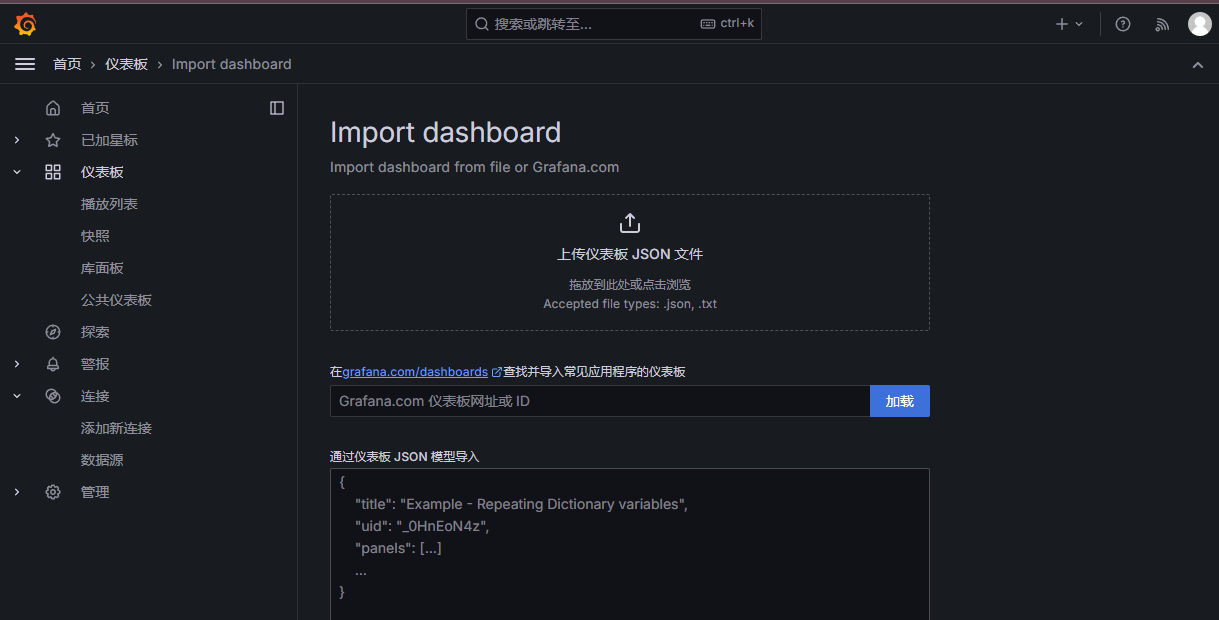 搜索或跳转至... ctrl+k
首页 › 仪表板 › Import dashboard
首页
已加星标
仪表板
播放列表
快照
库面板
公共仪表板
探索
警报
连接
添加新连接
数据源
管理
Import dashboard
Import dashboard from file or Grafana.com
上传仪表板 JSON 文件
拖放到此处或点击浏览
Accepted file types: .json, .txt
在grafana.com/dashboards查找并导入常见应用程序的仪表板
Grafana.com 仪表板网址或 ID 加载
通过仪表板 JSON 模型导入
{
"title": "Example - Repeating Dictionary variables",
"uid": "_0HnEoN4z",
"panels": [...]
...
}